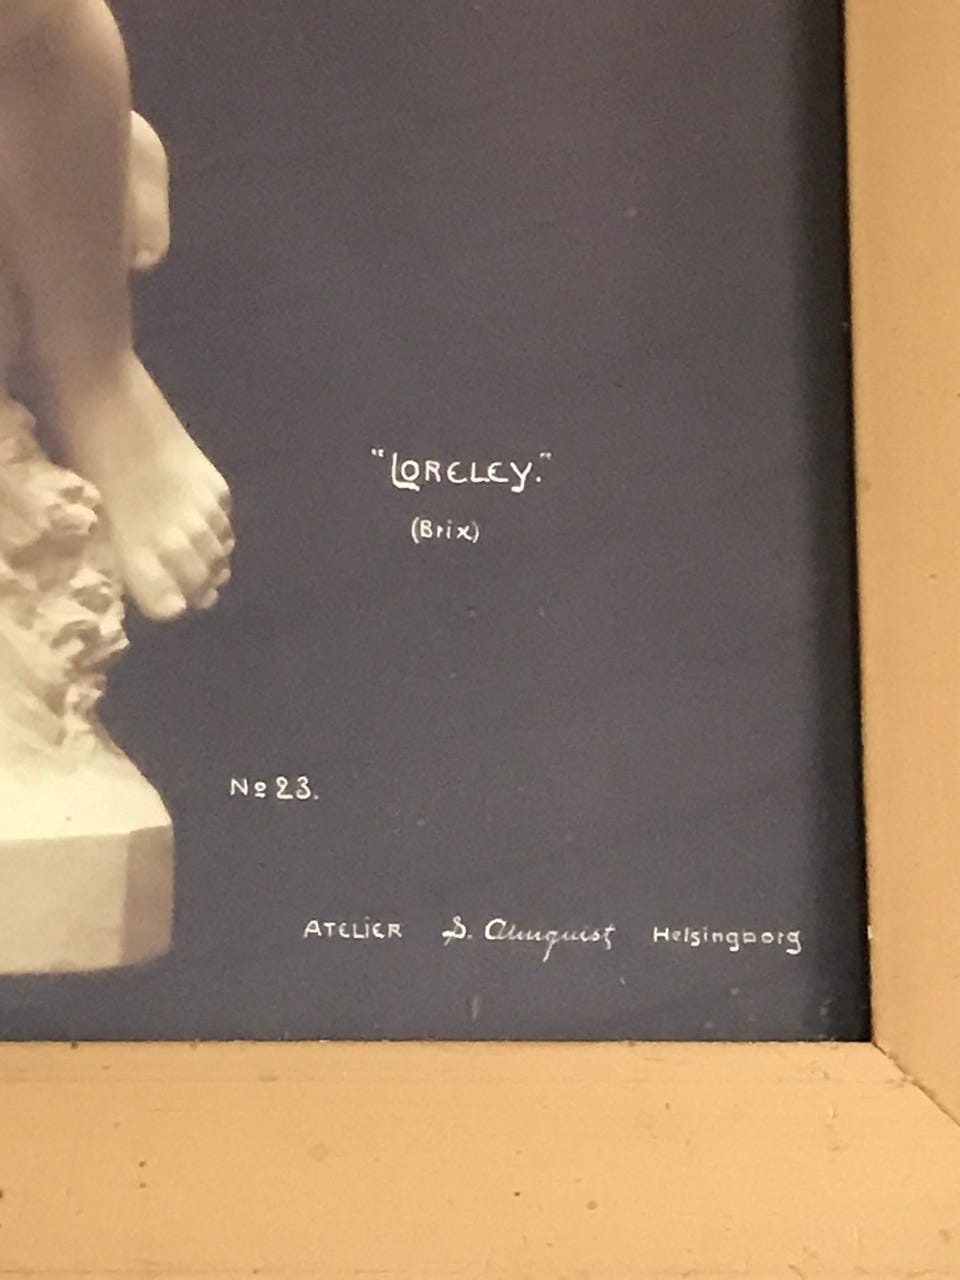 "LORELEY."
(Brix)
No 23.
ATELIER S. Almquist Helsingborg